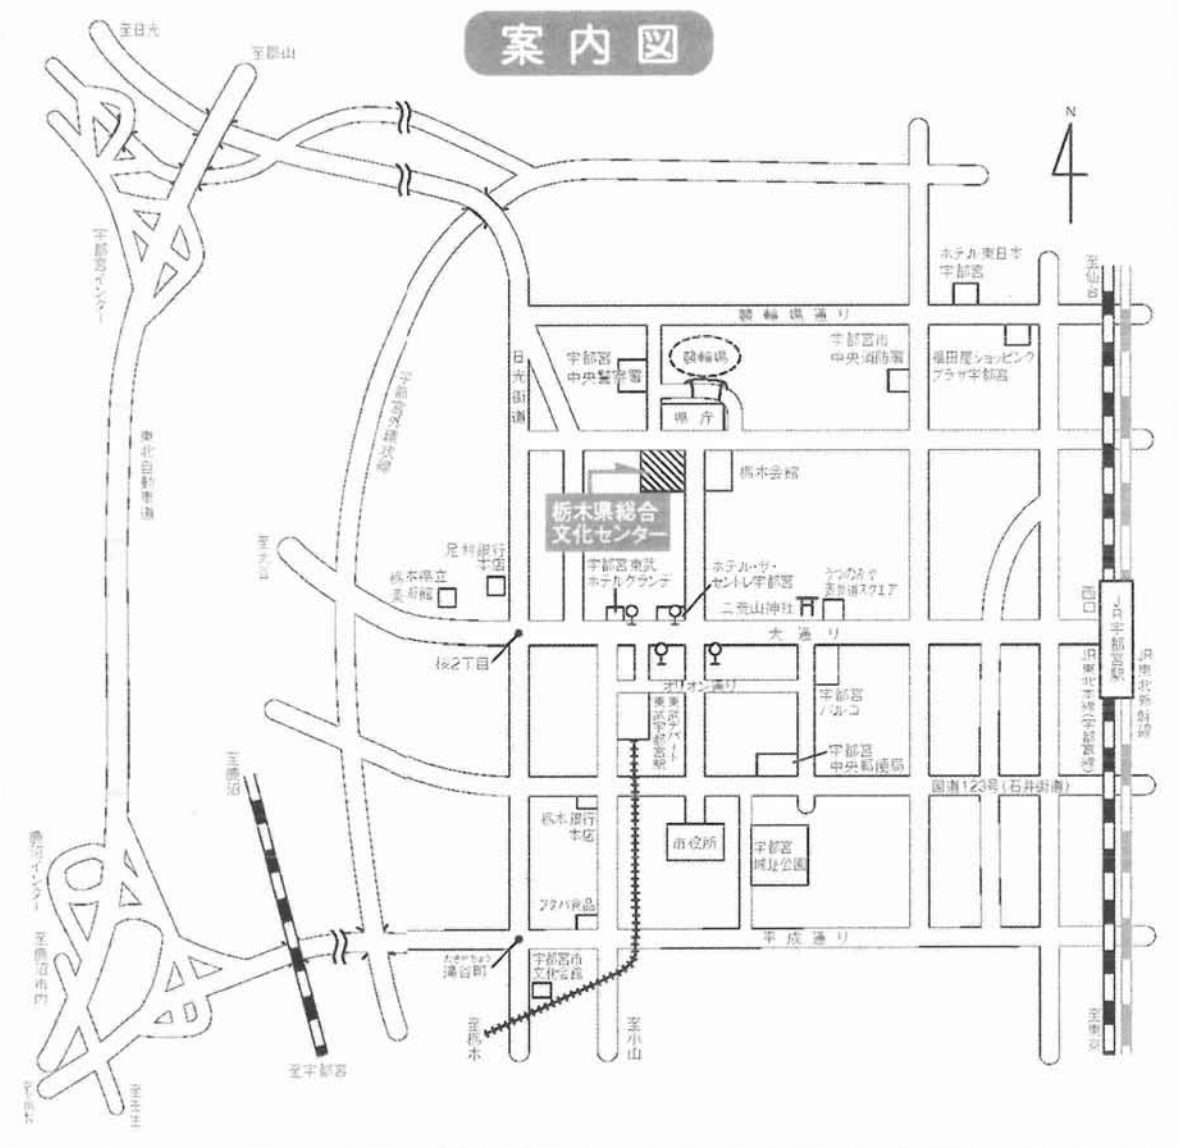 案内図
至日光
至郡山
N
宇都宮インター
ホテル東日本
宇都宮
至仙台
競輪場通り
日光街道
宇都宮
中央警察署
競輪場
宇都宮市
中央消防署
福田屋ショッピング
プラザ宇都宮
県庁
宇都宮外環状線
東北自動車道
栃木会館
栃木県総合
文化センター
足利銀行
本店
栃木県立
美術館
宇都宮東武
ホテルグランデ
ホテル・ザ・
セントレ宇都宮
うつのみや
表参道スクエア
二荒山神社
西口
JR宇都宮駅
大通り
桜2丁目
オリオン通り
東武デパート
東武宇都宮駅
宇都宮
パルコ
JR東北本線(宇都宮線)
JR東北新幹線
宇都宮
中央郵便局
国道123号(石井街道)
至鹿沼
栃木銀行
本店
市役所
宇都宮
城址公園
鹿沼インター
フタバ食品
平成通り
至鹿沼市内
たきやちょう
滝谷町
宇都宮市
文化会館
至栃木
至小山
至東京
至宇都宮
至壬生